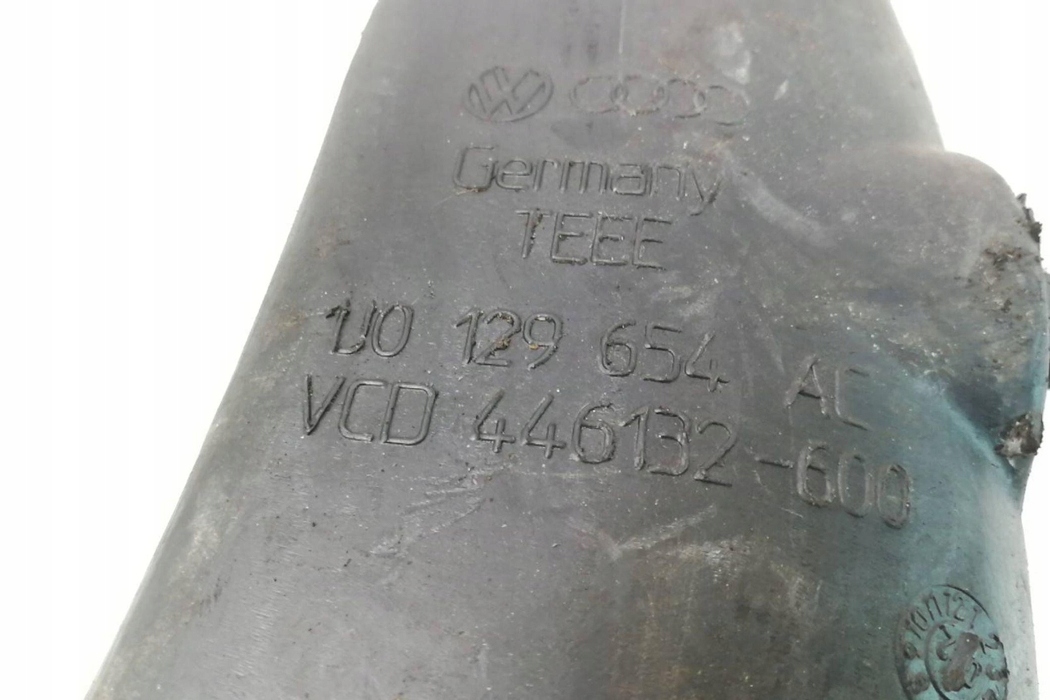 Germany
TEEE
1J0 129 654 AC
VCD 446132-600